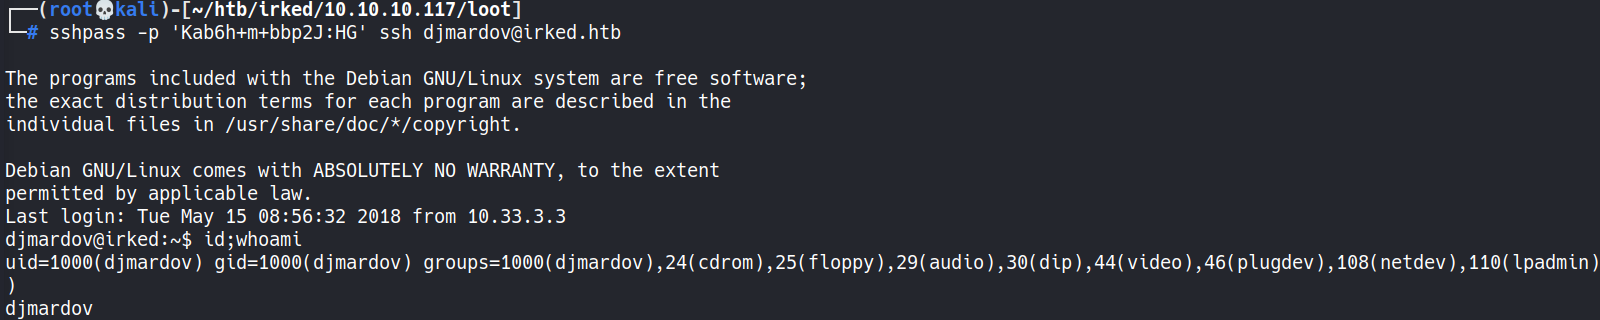 ┌──(root💀kali)-[~/htb/irked/10.10.10.117/loot]
└─# sshpass -p 'Kab6h+m+bbp2J:HG' ssh djmardov@irked.htb
The programs included with the Debian GNU/Linux system are free software;
the exact distribution terms for each program are described in the
individual files in /usr/share/doc/*/copyright.
Debian GNU/Linux comes with ABSOLUTELY NO WARRANTY, to the extent
permitted by applicable law.
Last login: Tue May 15 08:56:32 2018 from 10.33.3.3
djmardov@irked:~$ id;whoami
uid=1000(djmardov) gid=1000(djmardov) groups=1000(djmardov),24(cdrom),25(floppy),29(audio),30(dip),44(video),46(plugdev),108(netdev),110(lpadmin)
)
djmardov